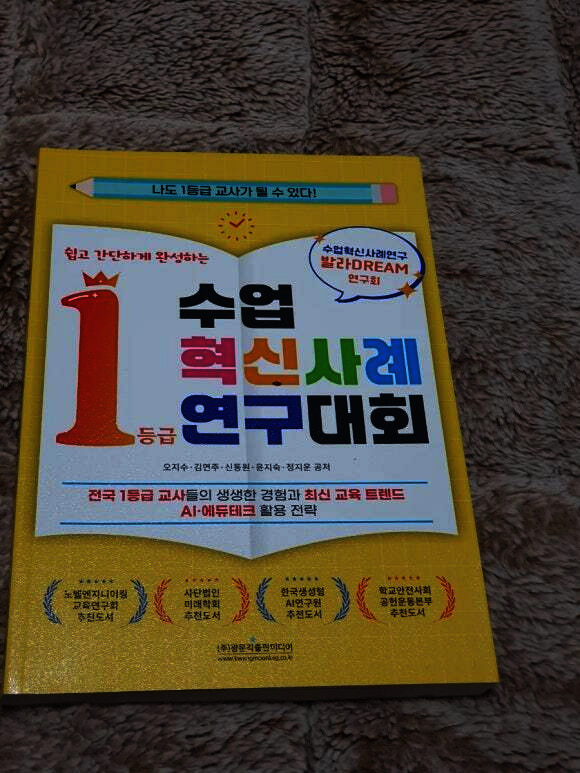 나도 1등급 교사가 될 수 있다!
쉽고 간단하게 완성하는
수업혁신사례연구
발라DREAM
연구회
1등급
수업
혁신사례
연구대회
오지수·김연주·신동원·윤지숙·정지운 공저
전국 1등급 교사들의 생생한 경험과 최신 교육 트렌드
AI·에듀테크 활용 전략
노벨엔지니어링
교육연구회
추천도서
사단법인
미래학회
추천도서
한국생성형
AI연구원
추천도서
학교안전사회
공헌운동본부
추천도서
(주)광문각출판미디어
www.kwangmoonkag.co.kr